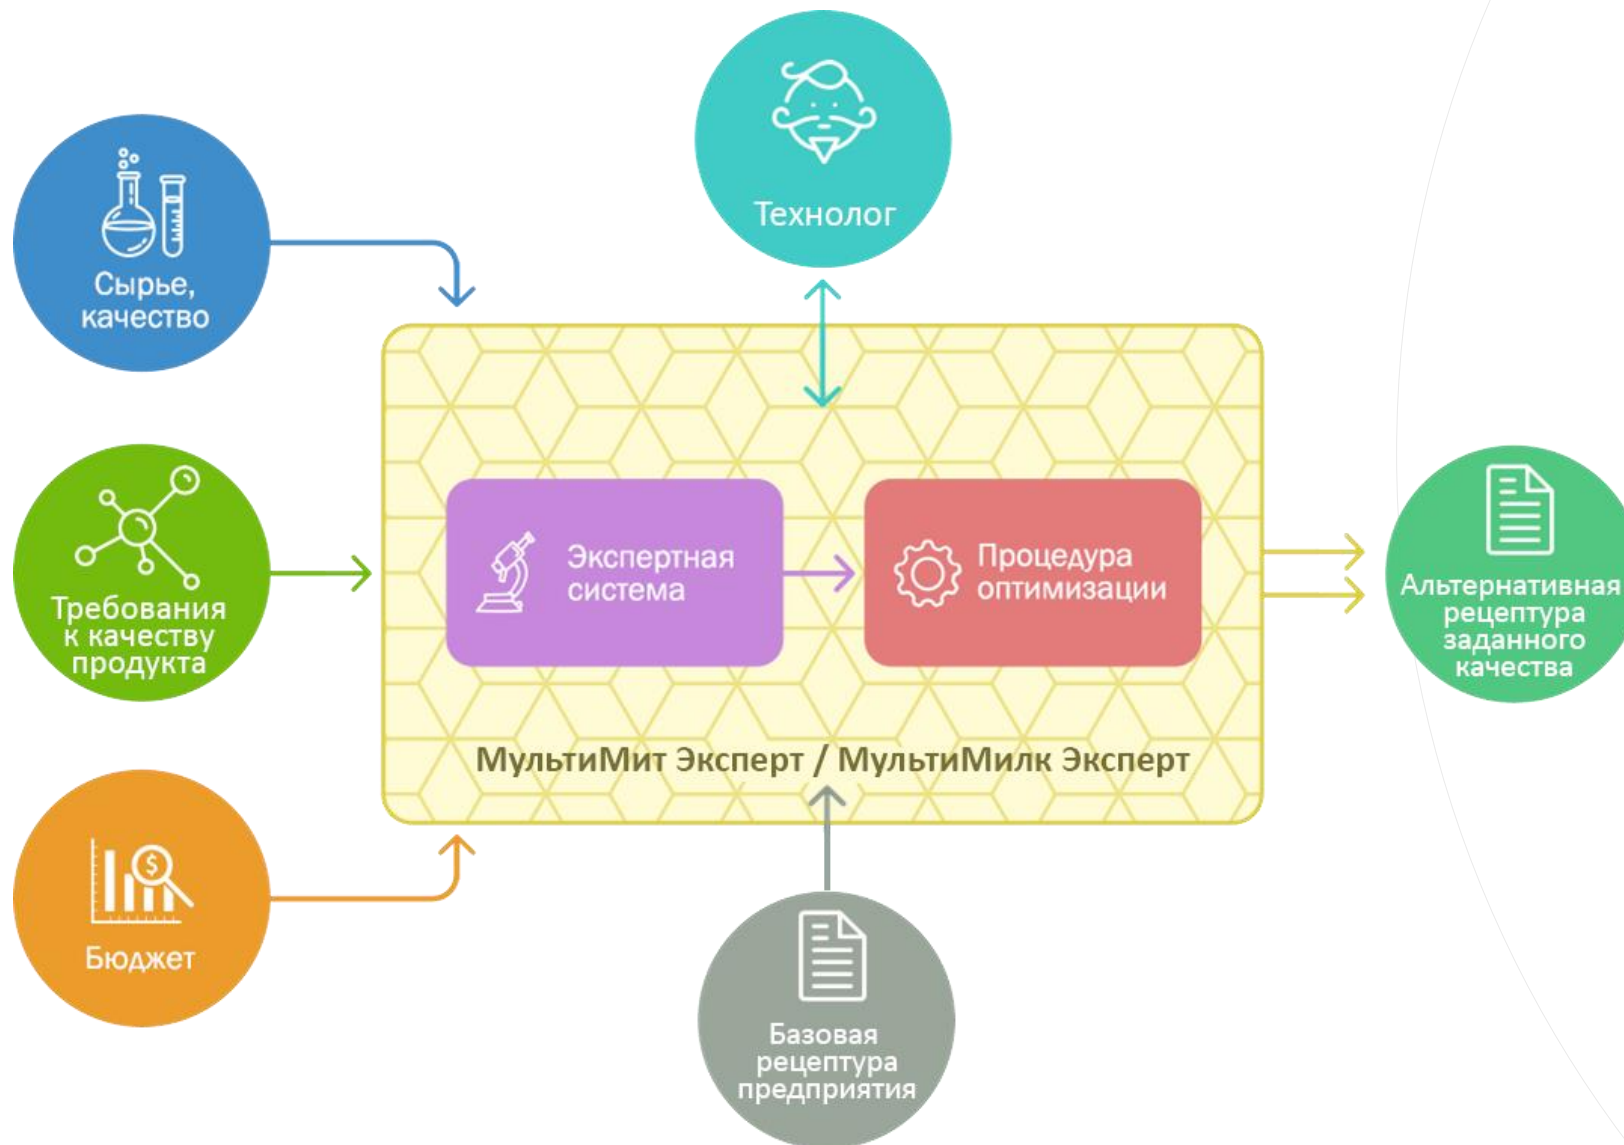 Технолог
Сырье,
качество
Экспертная
система
Процедура
оптимизации
Требования
к качеству
продукта
Альтернативная
рецептура
заданного
качества
МультиМит Эксперт / МультиМилк Эксперт
$
Бюджет
Базовая
рецептура
предприятия